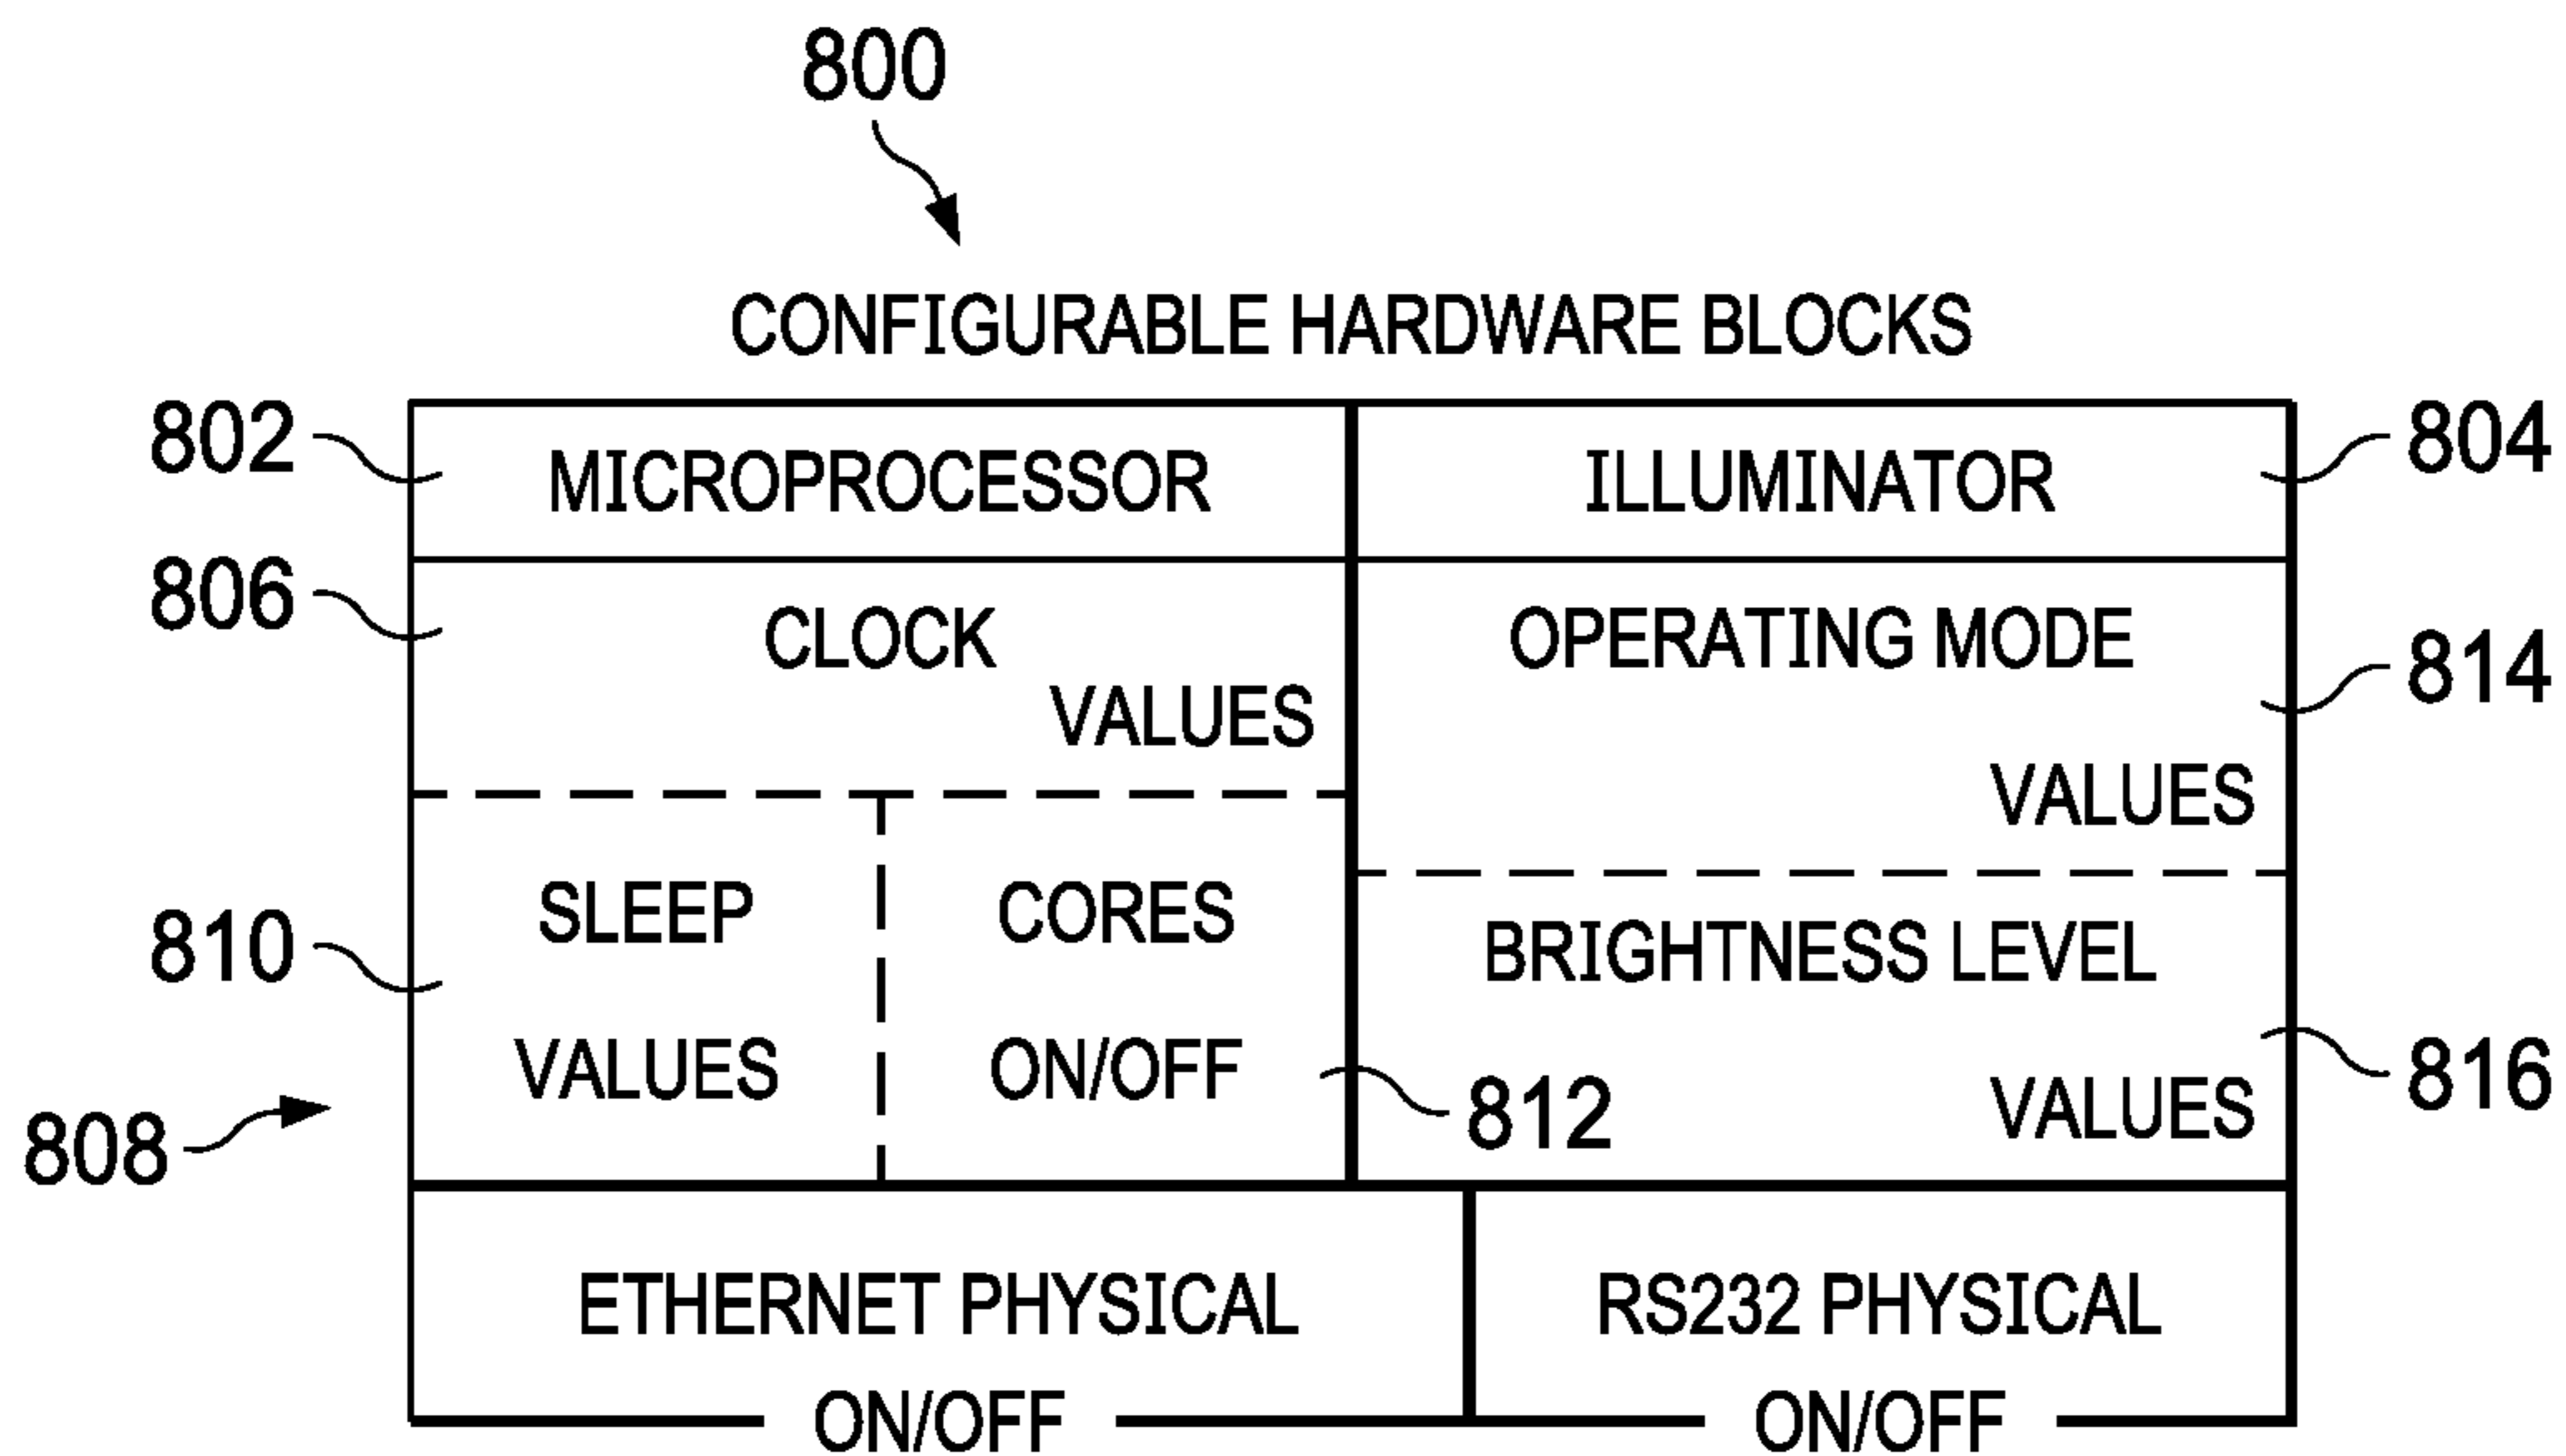 800
CONFIGURABLE HARDWARE BLOCKS
802
MICROPROCESSOR
ILLUMINATOR
804
806
CLOCK
VALUES
OPERATING MODE
VALUES
814
810
SLEEP
VALUES
CORES
ON/OFF
812
BRIGHTNESS LEVEL
VALUES
816
808
ETHERNET PHYSICAL
ON/OFF
RS232 PHYSICAL
ON/OFF